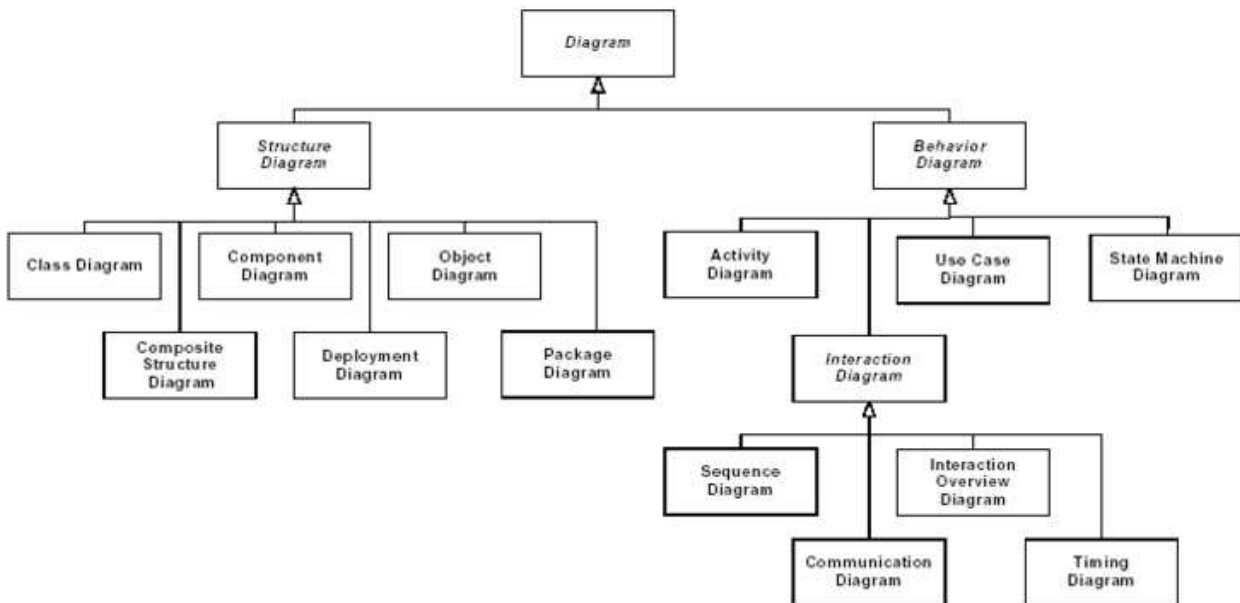 Diagram
Structure
Diagram
Behavior
Diagram
Class Diagram
Component
Diagram
Object
Diagram
Activity
Diagram
Use Case
Diagram
State Machine
Diagram
Composite
Structure
Diagram
Deployment
Diagram
Package
Diagram
Interaction
Diagram
Sequence
Diagram
Interaction
Overview
Diagram
Communication
Diagram
Timing
Diagram